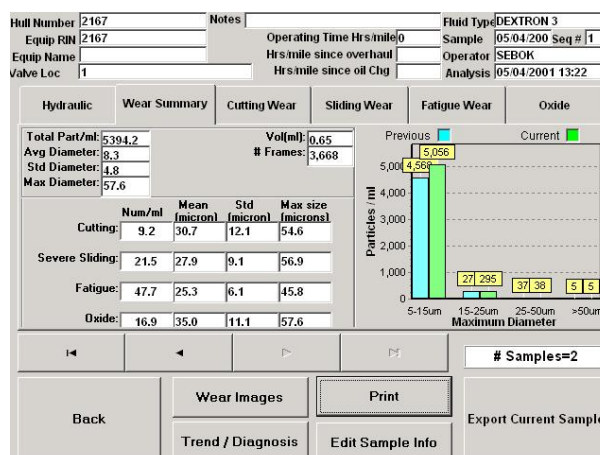 Hull Number 2167 Notes Fluid Type DEXTRON 3
Equip RIN 2167 Operating Time Hrs/mile 0 Sample 05/04/200 Seq # 1
Equip Name Hrs/mile since overhaul Operator SEBOK
Valve Loc 1 Hrs/mile since oil Chg Analysis 05/04/2001 13:22
Hydraulic Wear Summary Cutting Wear Sliding Wear Fatigue Wear Oxide
Total Part/ml: 5394.2 Vol(ml): 0.65
Avg Diameter: 8.3 # Frames: 3,668
Std Diameter: 4.8
Max Diameter: 57.6
Num/ml Mean (micron) Std (micron) Max size (microns)
Cutting: 9.2 30.7 12.1 54.6
Severe Sliding: 21.5 27.9 9.1 56.9
Fatigue: 47.7 25.3 6.1 45.8
Oxide: 16.9 35.0 11.1 57.6
Previous Current
Particles / ml
5,000
4,000
3,000
2,000
1,000
0
4,568 5,056
27 295
37 38
5 5
5-15um 15-25um 25-50um >50um
Maximum Diameter
# Samples=2
Back Wear Images Print Export Current Sample
Trend / Diagnosis Edit Sample Info